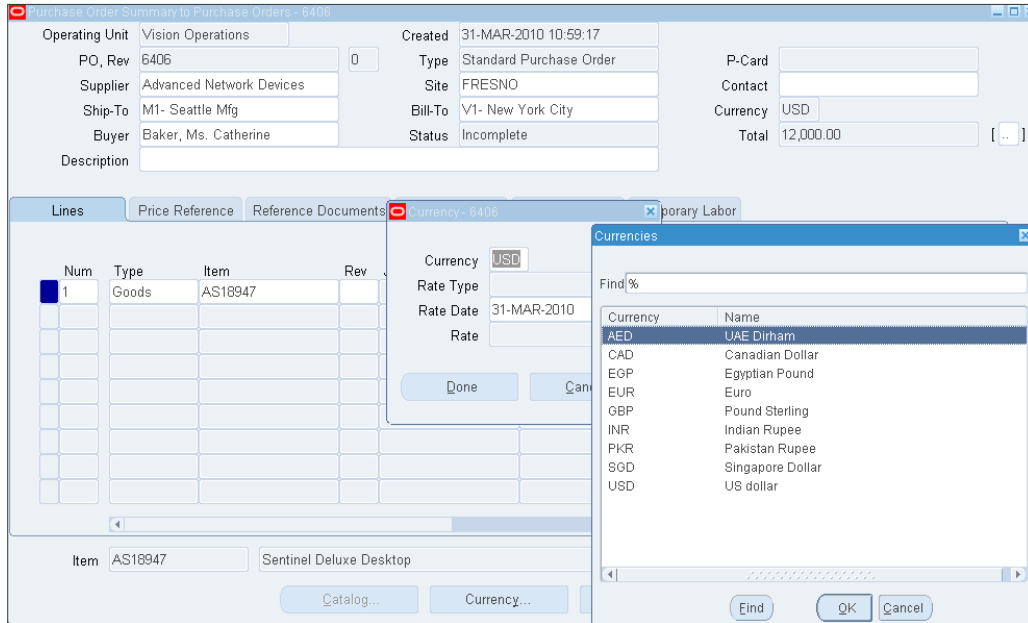 Purchase Order Summary to Purchase Orders - 6406
Operating Unit Vision Operations Created 31-MAR-2010 10:59:17
PO, Rev 6406 0 Type Standard Purchase Order P-Card
Supplier Advanced Network Devices Site FRESNO Contact
Ship-To M1- Seattle Mfg Bill-To V1- New York City Currency USD
Buyer Baker, Ms. Catherine Status Incomplete Total 12,000.00 [ .. ]
Description
Lines Price Reference Reference Documents porary Labor
Num Type Item Rev
1 Goods AS18947
Currency - 6406
Currency USD
Rate Type
Rate Date 31-MAR-2010
Rate
Done Canc
Currencies
Find %
Currency Name
AED UAE Dirham
CAD Canadian Dollar
EGP Egyptian Pound
EUR Euro
GBP Pound Sterling
INR Indian Rupee
PKR Pakistan Rupee
SGD Singapore Dollar
USD US dollar
Find OK Cancel
Item AS18947 Sentinel Deluxe Desktop
Catalog... Currency...